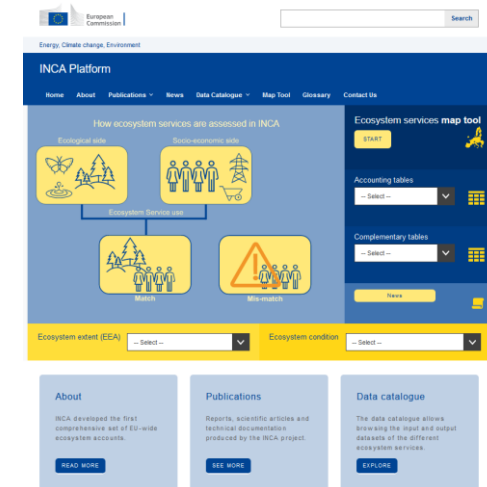 European
Commission
Search
Energy, Climate change, Environment
INCA Platform
Home About Publications News Data Catalogue Map Tool Glossary Contact Us
How ecosystem services are assessed in INCA
Ecological side Socio-economic side
Ecosystem Service use
Match Mis-match
Ecosystem services map tool
START
Accounting tables
-- Select --
Complementary tables
-- Select --
News
Ecosystem extent (EEA) -- Select -- Ecosystem condition -- Select --
About
INCA developed the first
comprehensive set of EU-wide
ecosystem accounts.
READ MORE
Publications
Reports, scientific articles and
technical documentation
produced by the INCA project.
SEE MORE
Data catalogue
The data catalogue allows
browsing the input and output
datasets of the different
ecosystem services.
EXPLORE